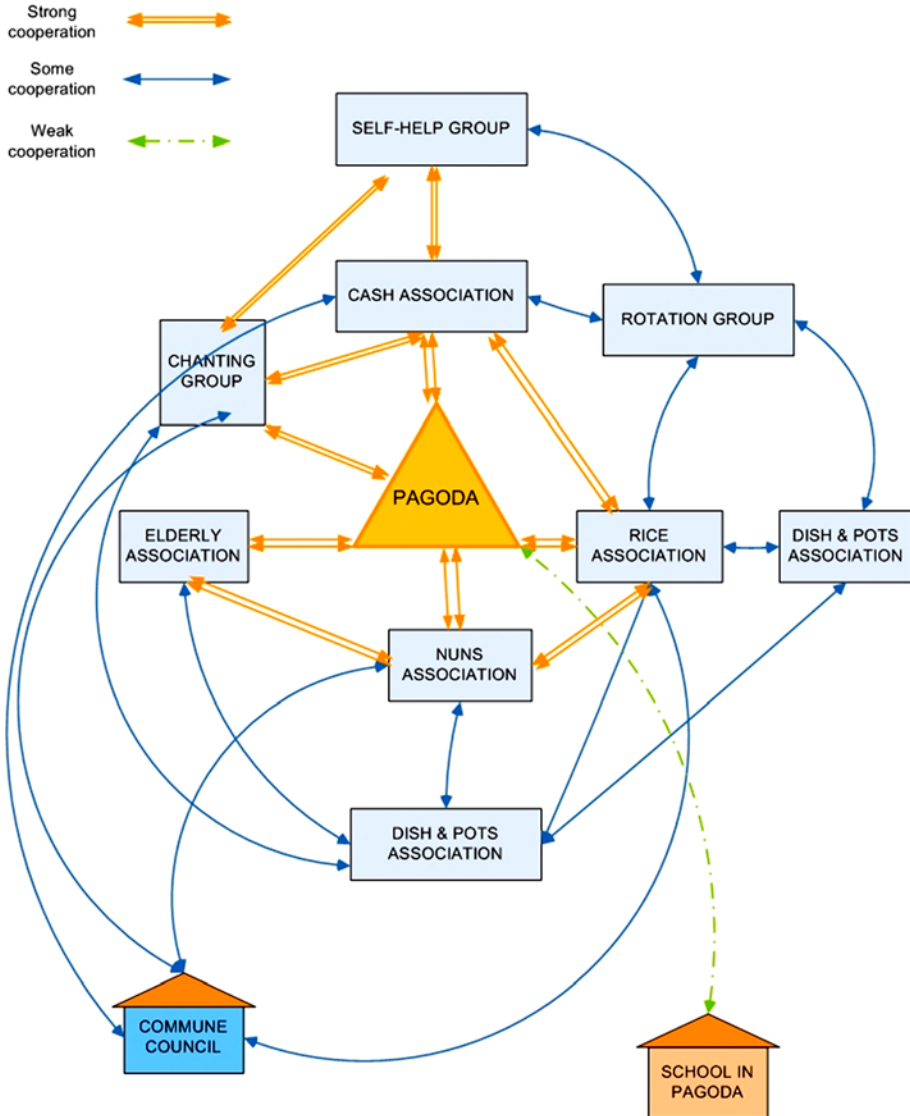 Strong
cooperation
Some
cooperation
Weak
cooperation
SELF-HELP GROUP
CASH ASSOCIATION
ROTATION GROUP
CHANTING
GROUP
PAGODA
ELDERLY
ASSOCIATION
RICE
ASSOCIATION
DISH & POTS
ASSOCIATION
NUNS
ASSOCIATION
DISH & POTS
ASSOCIATION
COMMUNE
COUNCIL
SCHOOL IN
PAGODA